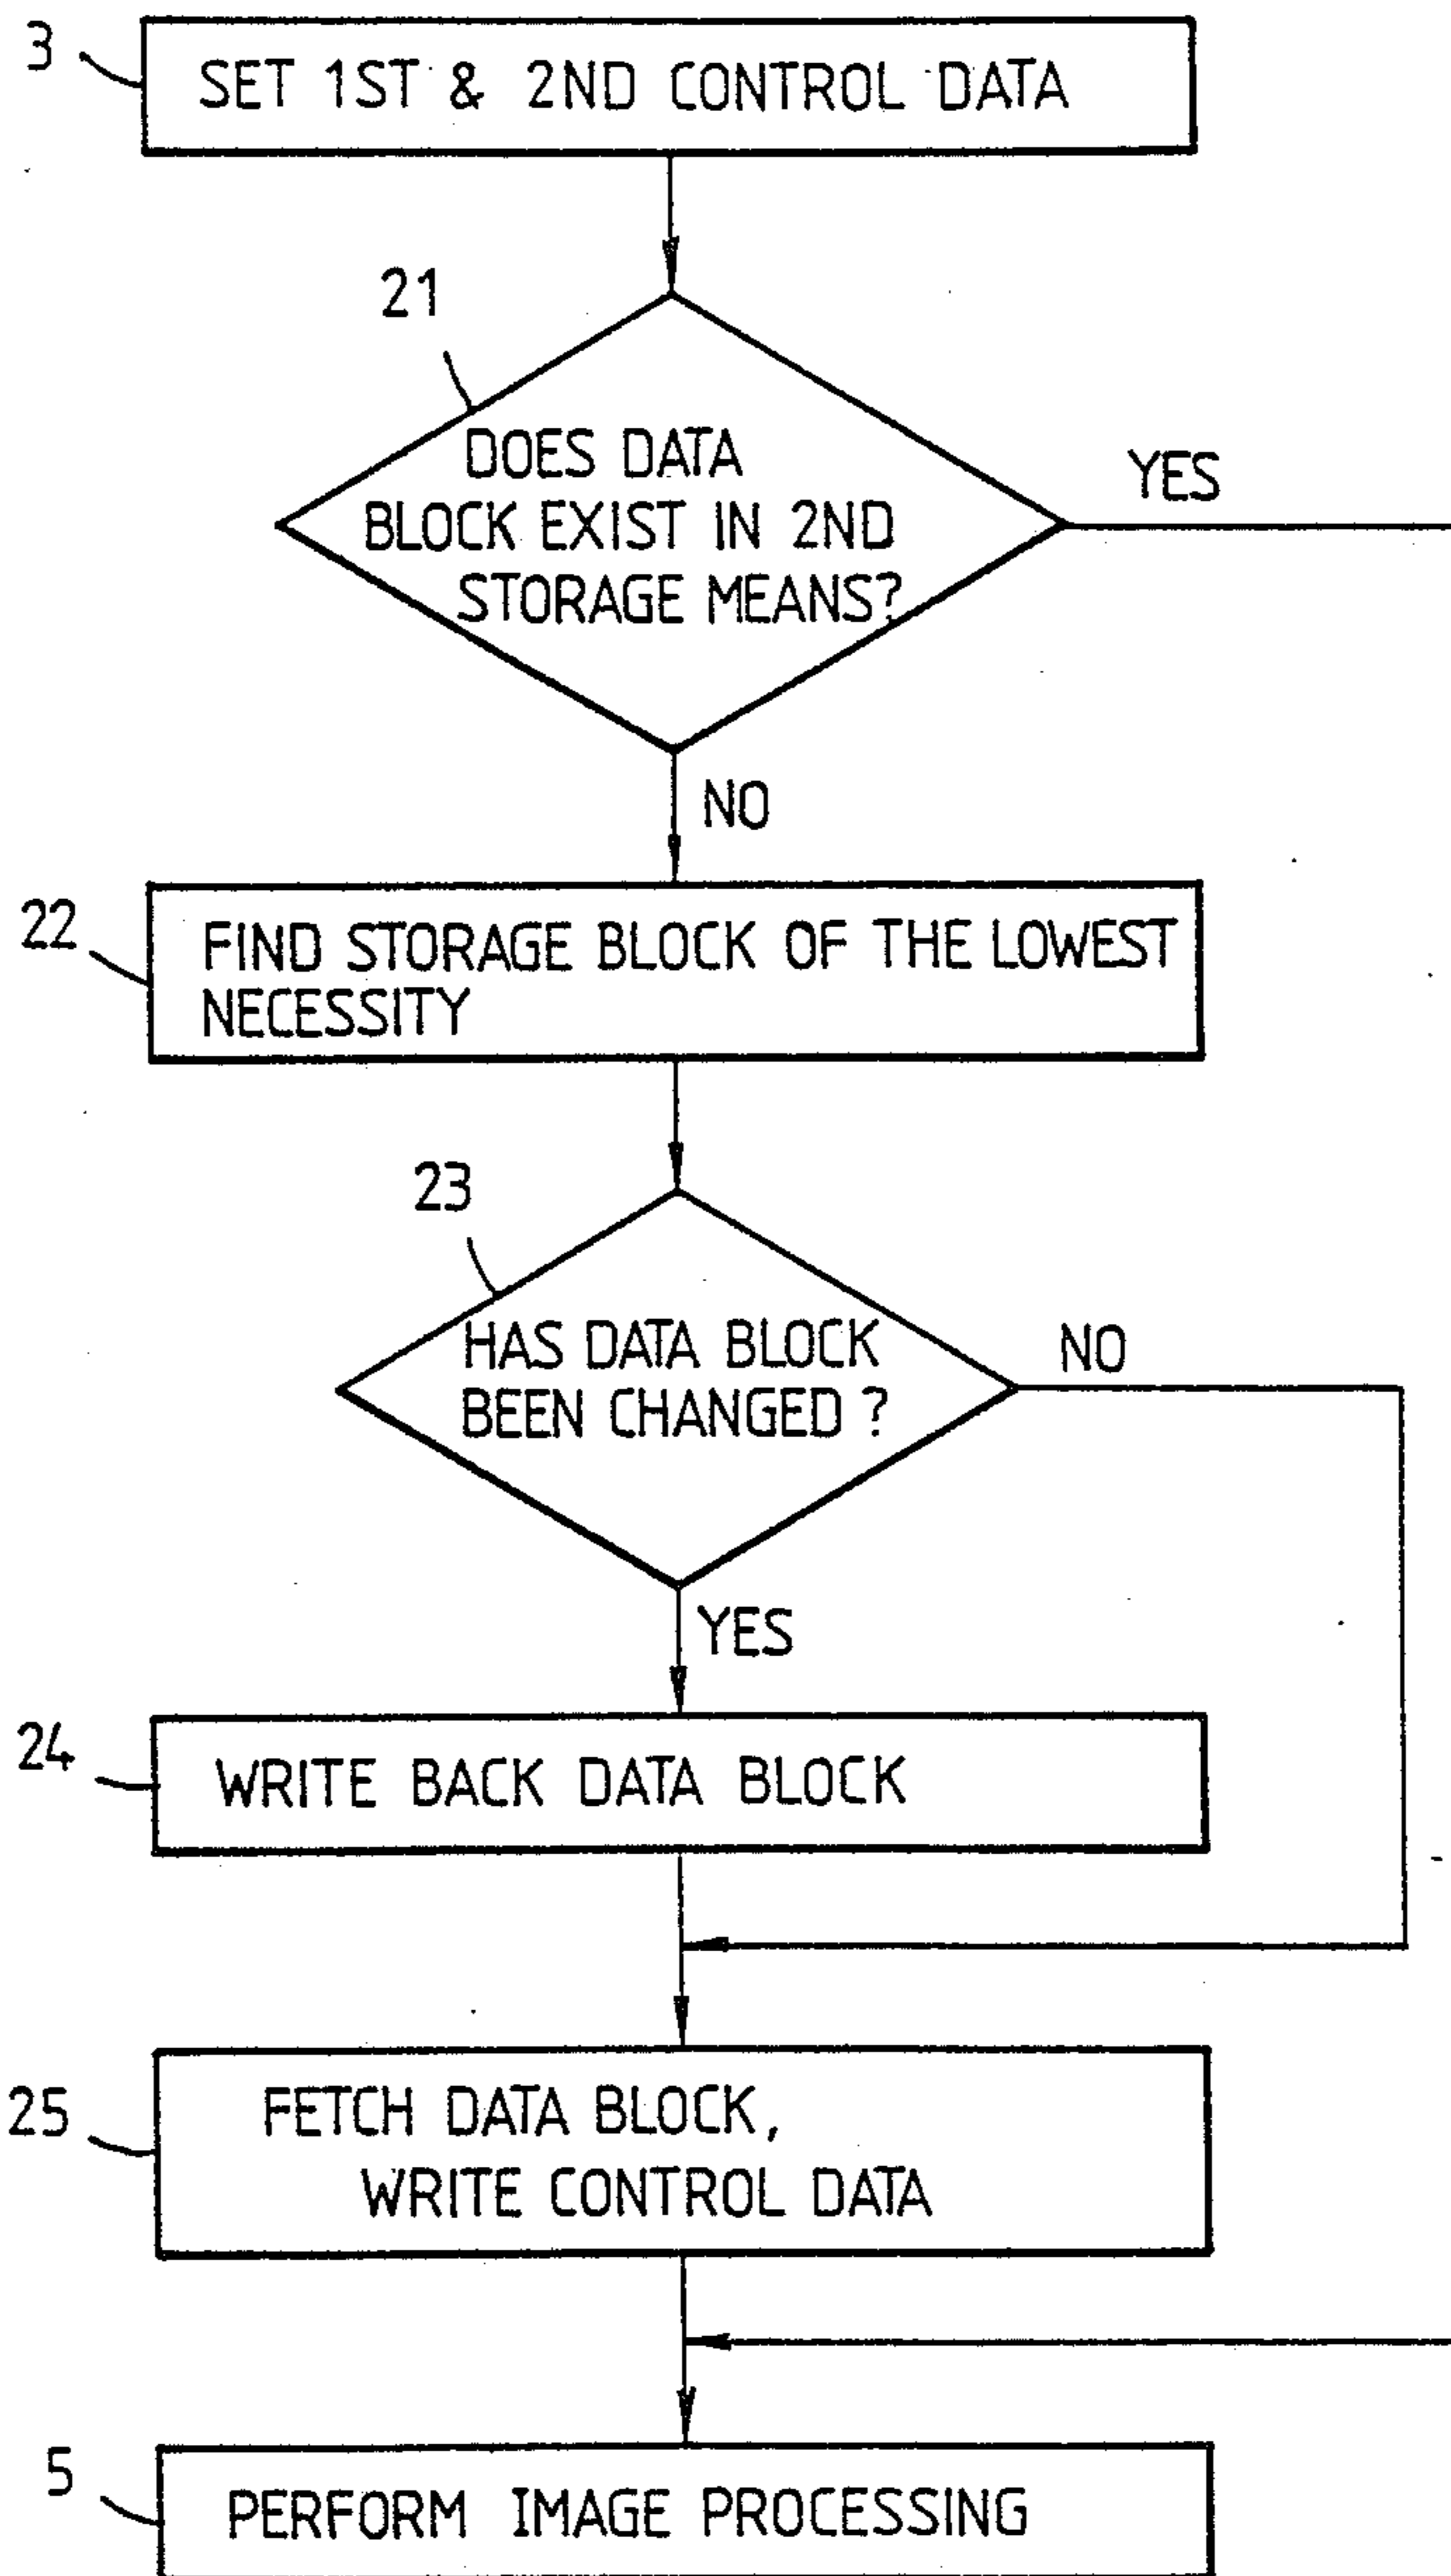 3
SET 1ST & 2ND CONTROL DATA
21
DOES DATA
BLOCK EXIST IN 2ND
STORAGE MEANS?
YES
NO
22
FIND STORAGE BLOCK OF THE LOWEST
NECESSITY
23
HAS DATA BLOCK
BEEN CHANGED ?
NO
YES
24
WRITE BACK DATA BLOCK
25
FETCH DATA BLOCK,
WRITE CONTROL DATA
5
PERFORM IMAGE PROCESSING